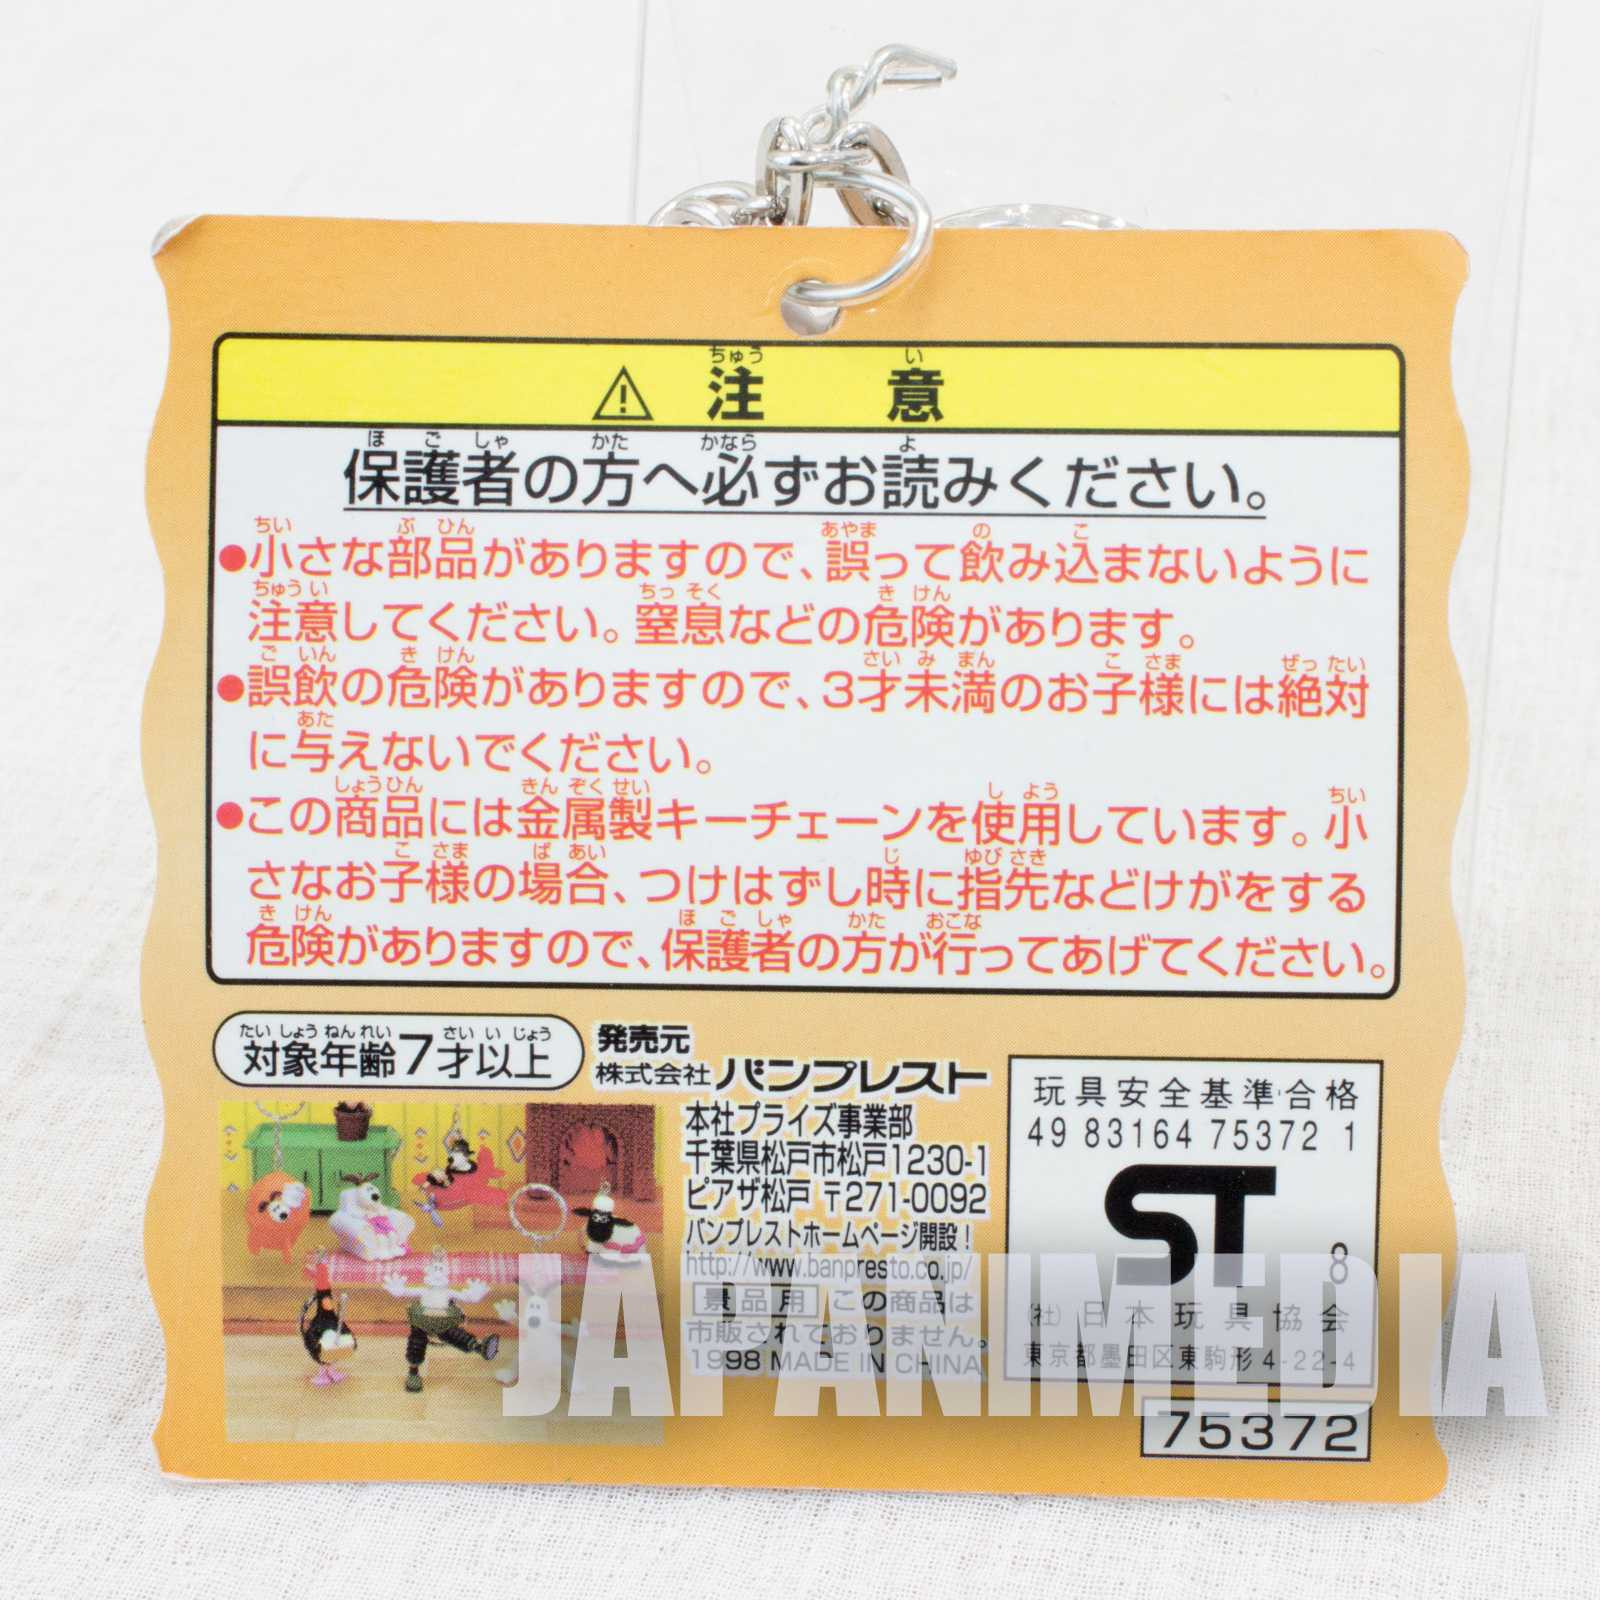 注意
保護者の方へ必ずお読みください。
●小さな部品がありますので、誤って飲み込まないように
注意してください。窒息などの危険があります。
●誤飲の危険がありますので、3才未満のお子様には絶対
に与えないでください。
●この商品には金属製キーチェーンを使用しています。小
さなお子様の場合、つけはずし時に指先などけがをする
危険がありますので、保護者の方が行ってあげてください。
対象年齢7才以上
発売元
株式会社バンプレスト
本社プライズ事業部
千葉県松戸市松戸1230-1
ピアザ松戸 〒271-0092
バンプレストホームページ開設!
http://www.banpresto.co.jp/
景品用 この商品は
市販されておりません。
1998 MADE IN CHINA
玩具安全基準合格
49 83164 75372 1
ST
8
(社)日本玩具協会
東京都墨田区東駒形4-22-4
75372
JAPANIMEDIA